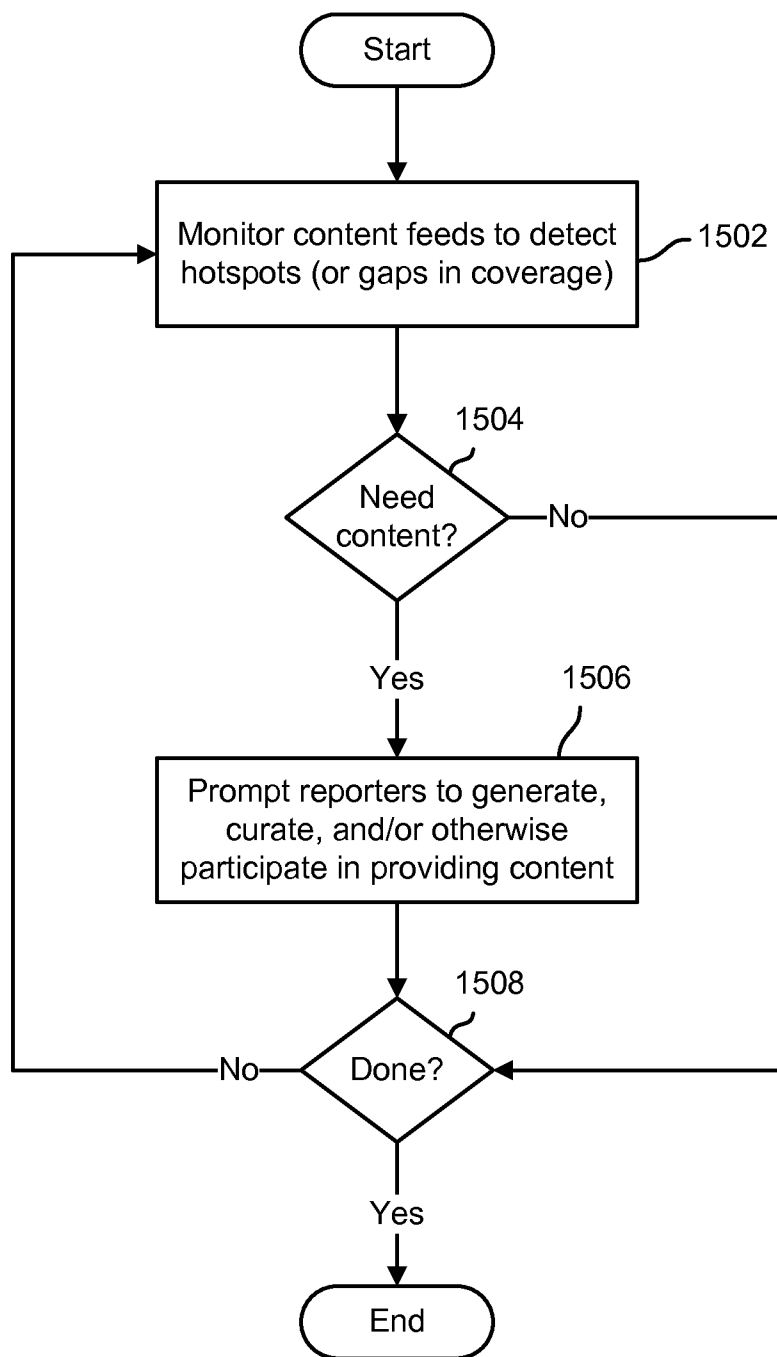 Start
Monitor content feeds to detect
hotspots (or gaps in coverage)
1502
1504
Need
content?
No
Yes
1506
Prompt reporters to generate,
curate, and/or otherwise
participate in providing content
1508
Done?
No
Yes
End